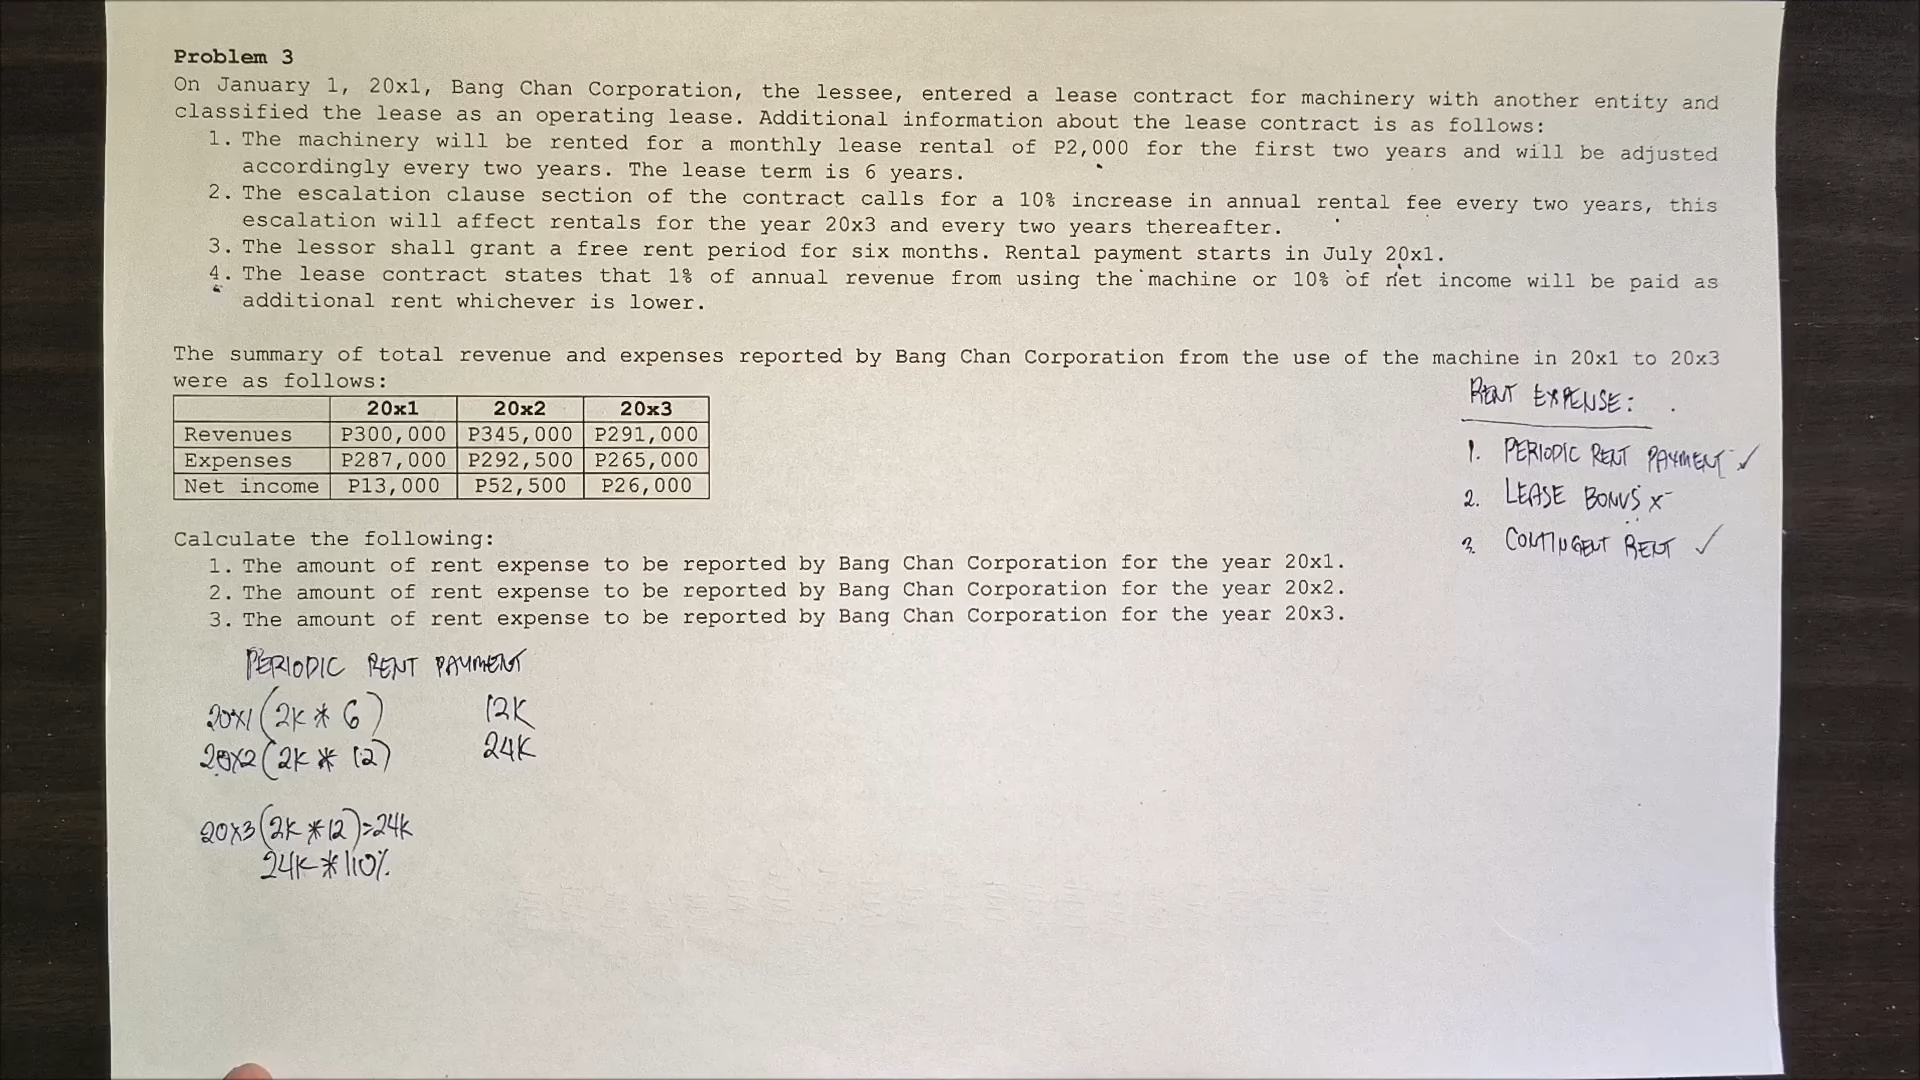 Problem 3
On January 1, 20x1, Bang Chan Corporation, the lessee, entered a lease contract for machinery with another entity and
classified the lease as an operating lease. Additional information about the lease contract is as follows:
1. The machinery will be rented for a monthly lease rental of P2,000 for the first two years and will be adjusted
accordingly every two years. The lease term is 6 years.
2. The escalation clause section of the contract calls for a 10% increase in annual rental fee every two years, this
escalation will affect rentals for the year 20x3 and every two years thereafter.
3. The lessor shall grant a free rent period for six months. Rental payment starts in July 20x1.
4. The lease contract states that 1% of annual revenue from using the machine or 10% of net income will be paid as
additional rent whichever is lower.
The summary of total revenue and expenses reported by Bang Chan Corporation from the use of the machine in 20x1 to 20x3
were as follows:
20x1 20x2 20x3
Revenues P300,000 P345,000 P291,000
Expenses P287,000 P292,500 P265,000
Net income P13,000 P52,500 P26,000
RENT EXPENSE:
1. PERIODIC RENT PAYMENT ✓
2. LEASE BONUS x
3. CONTINGENT RENT ✓
Calculate the following:
1. The amount of rent expense to be reported by Bang Chan Corporation for the year 20x1.
2. The amount of rent expense to be reported by Bang Chan Corporation for the year 20x2.
3. The amount of rent expense to be reported by Bang Chan Corporation for the year 20x3.
PERIODIC RENT PAYMENT
20x1 (2K * 6) 12K
20x2 (2K * 12) 24K
20x3 (2K * 12) = 24K
24K * 110%